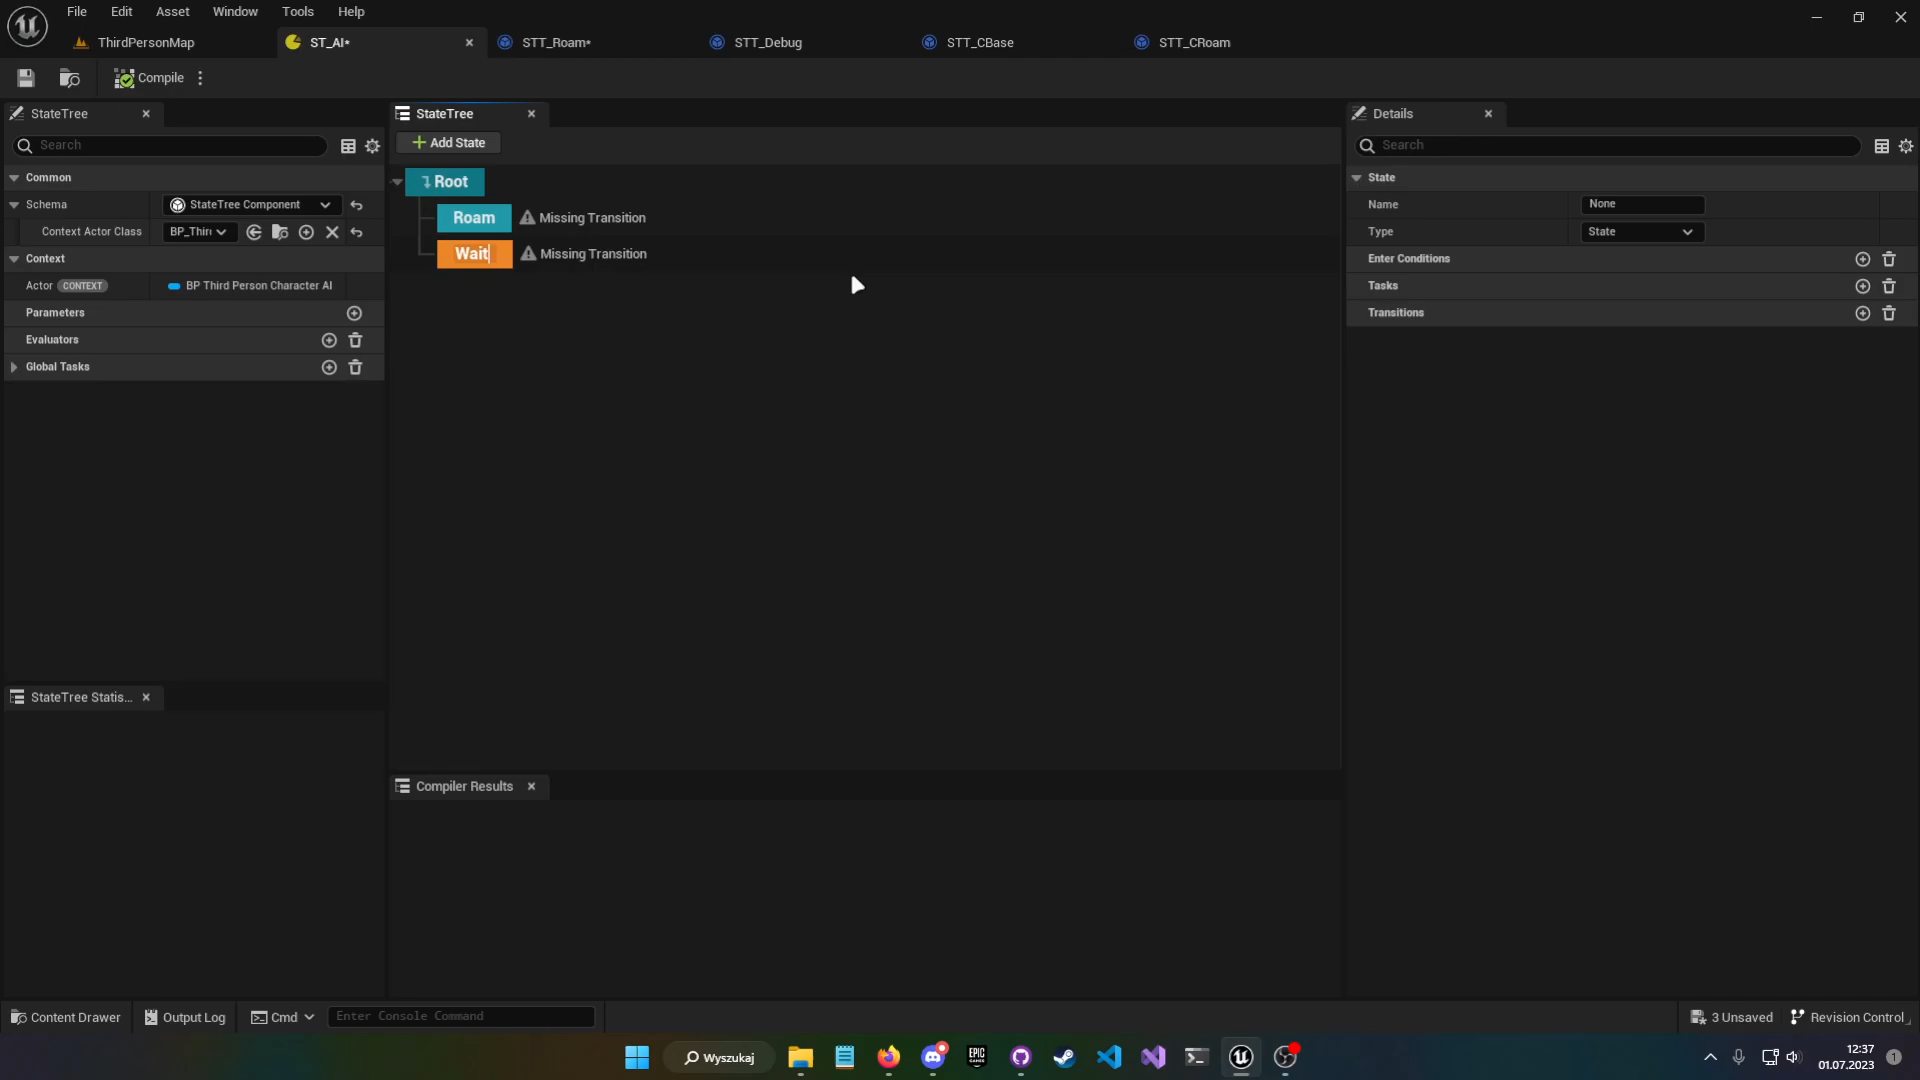 File Edit Asset Window Tools Help
ThirdPersonMap ST_AI* STT_Roam* STT_Debug STT_CBase STT_CRoam
Compile
StateTree StateTree Details
Search Add State Search
Common Root State
Schema StateTree Component Name None
Roam Missing Transition
Context Actor Class BP_Thir Type State
Wait Missing Transition
Context Enter Conditions
Actor CONTEXT BP Third Person Character AI Tasks
Parameters Transitions
Evaluators
Global Tasks
StateTree Statis...
Compiler Results
Content Drawer Output Log Cmd Enter Console Command 3 Unsaved Revision Control
Wyszukaj EPIC GAMES
12:37
01.07.2023 1